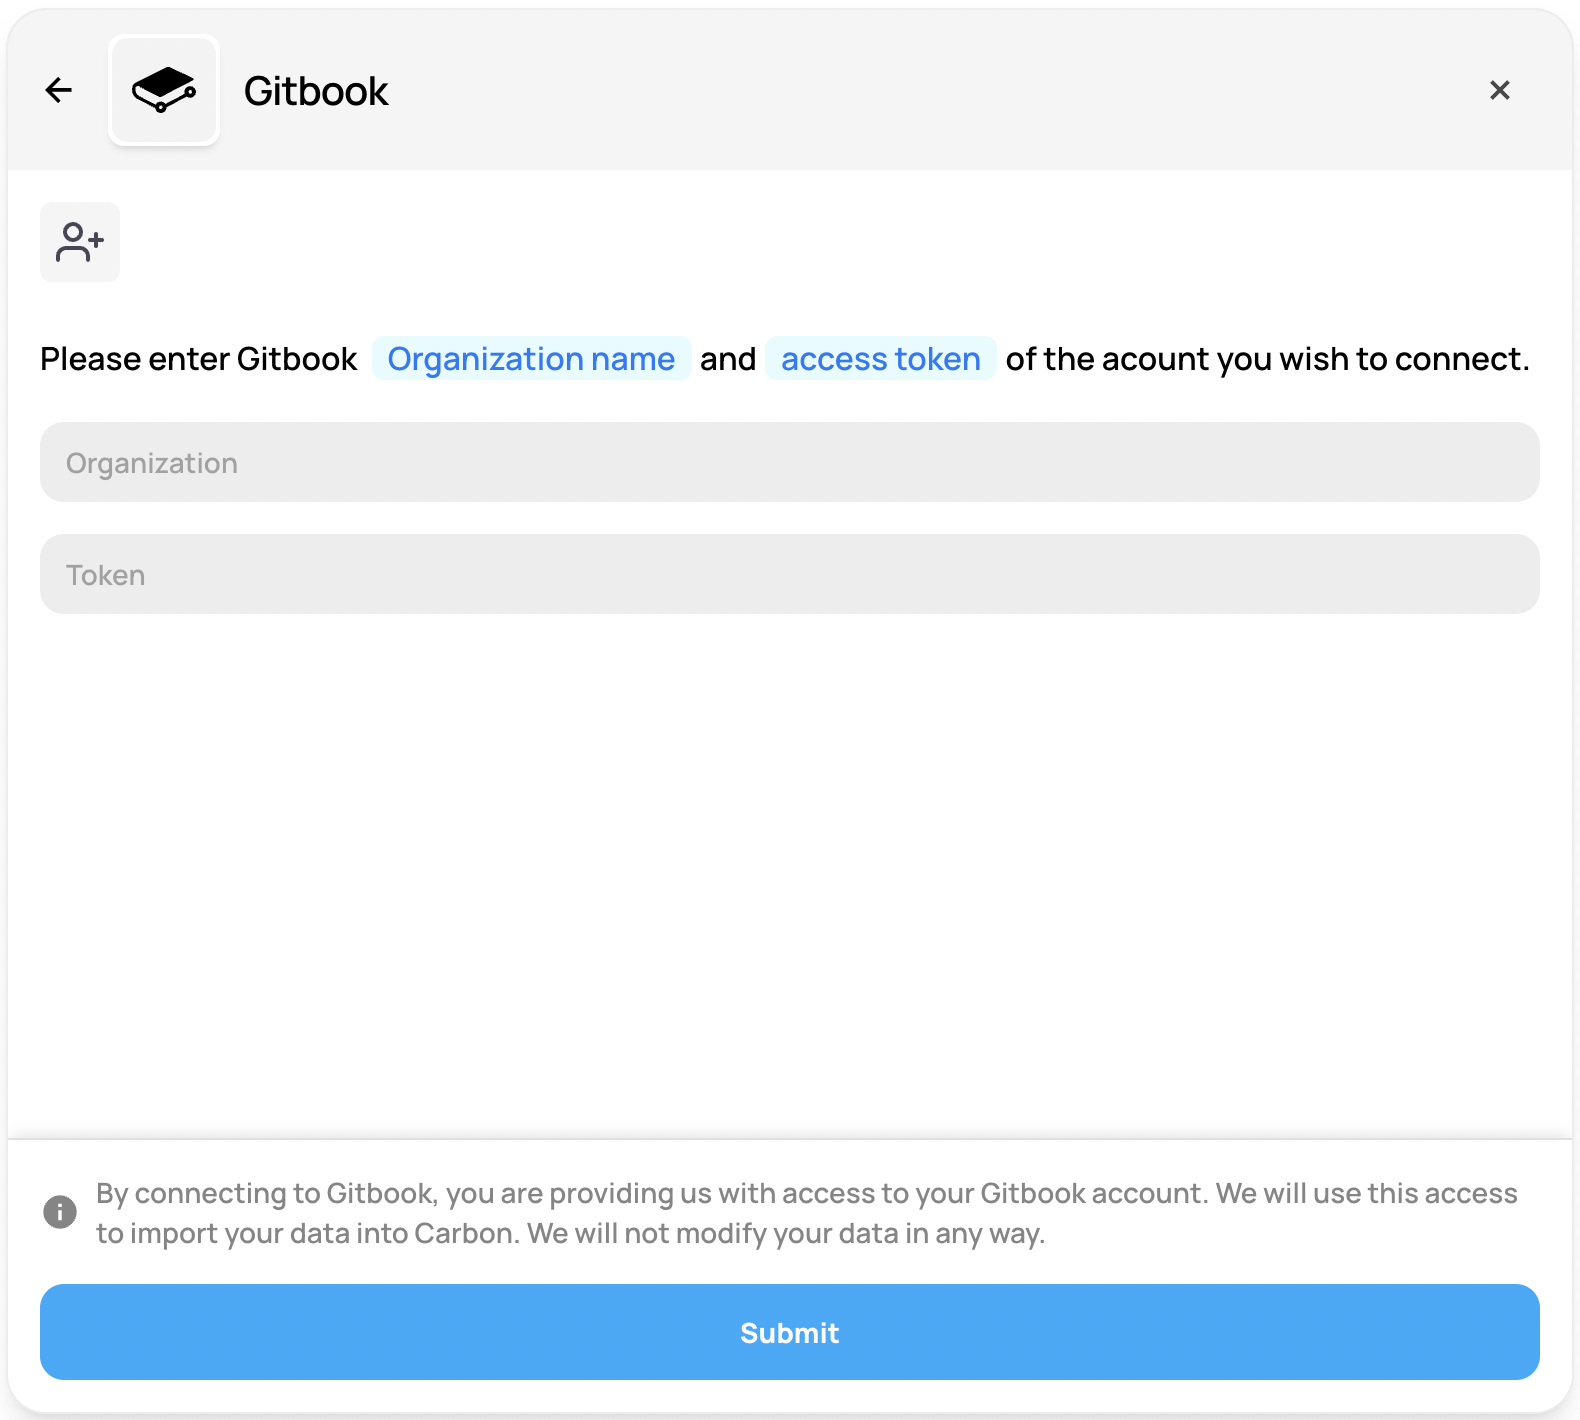 Gitbook
Please enter Gitbook Organization name and access token of the acount you wish to connect.
Organization
Token
By connecting to Gitbook, you are providing us with access to your Gitbook account. We will use this access
to import your data into Carbon. We will not modify your data in any way.
Submit